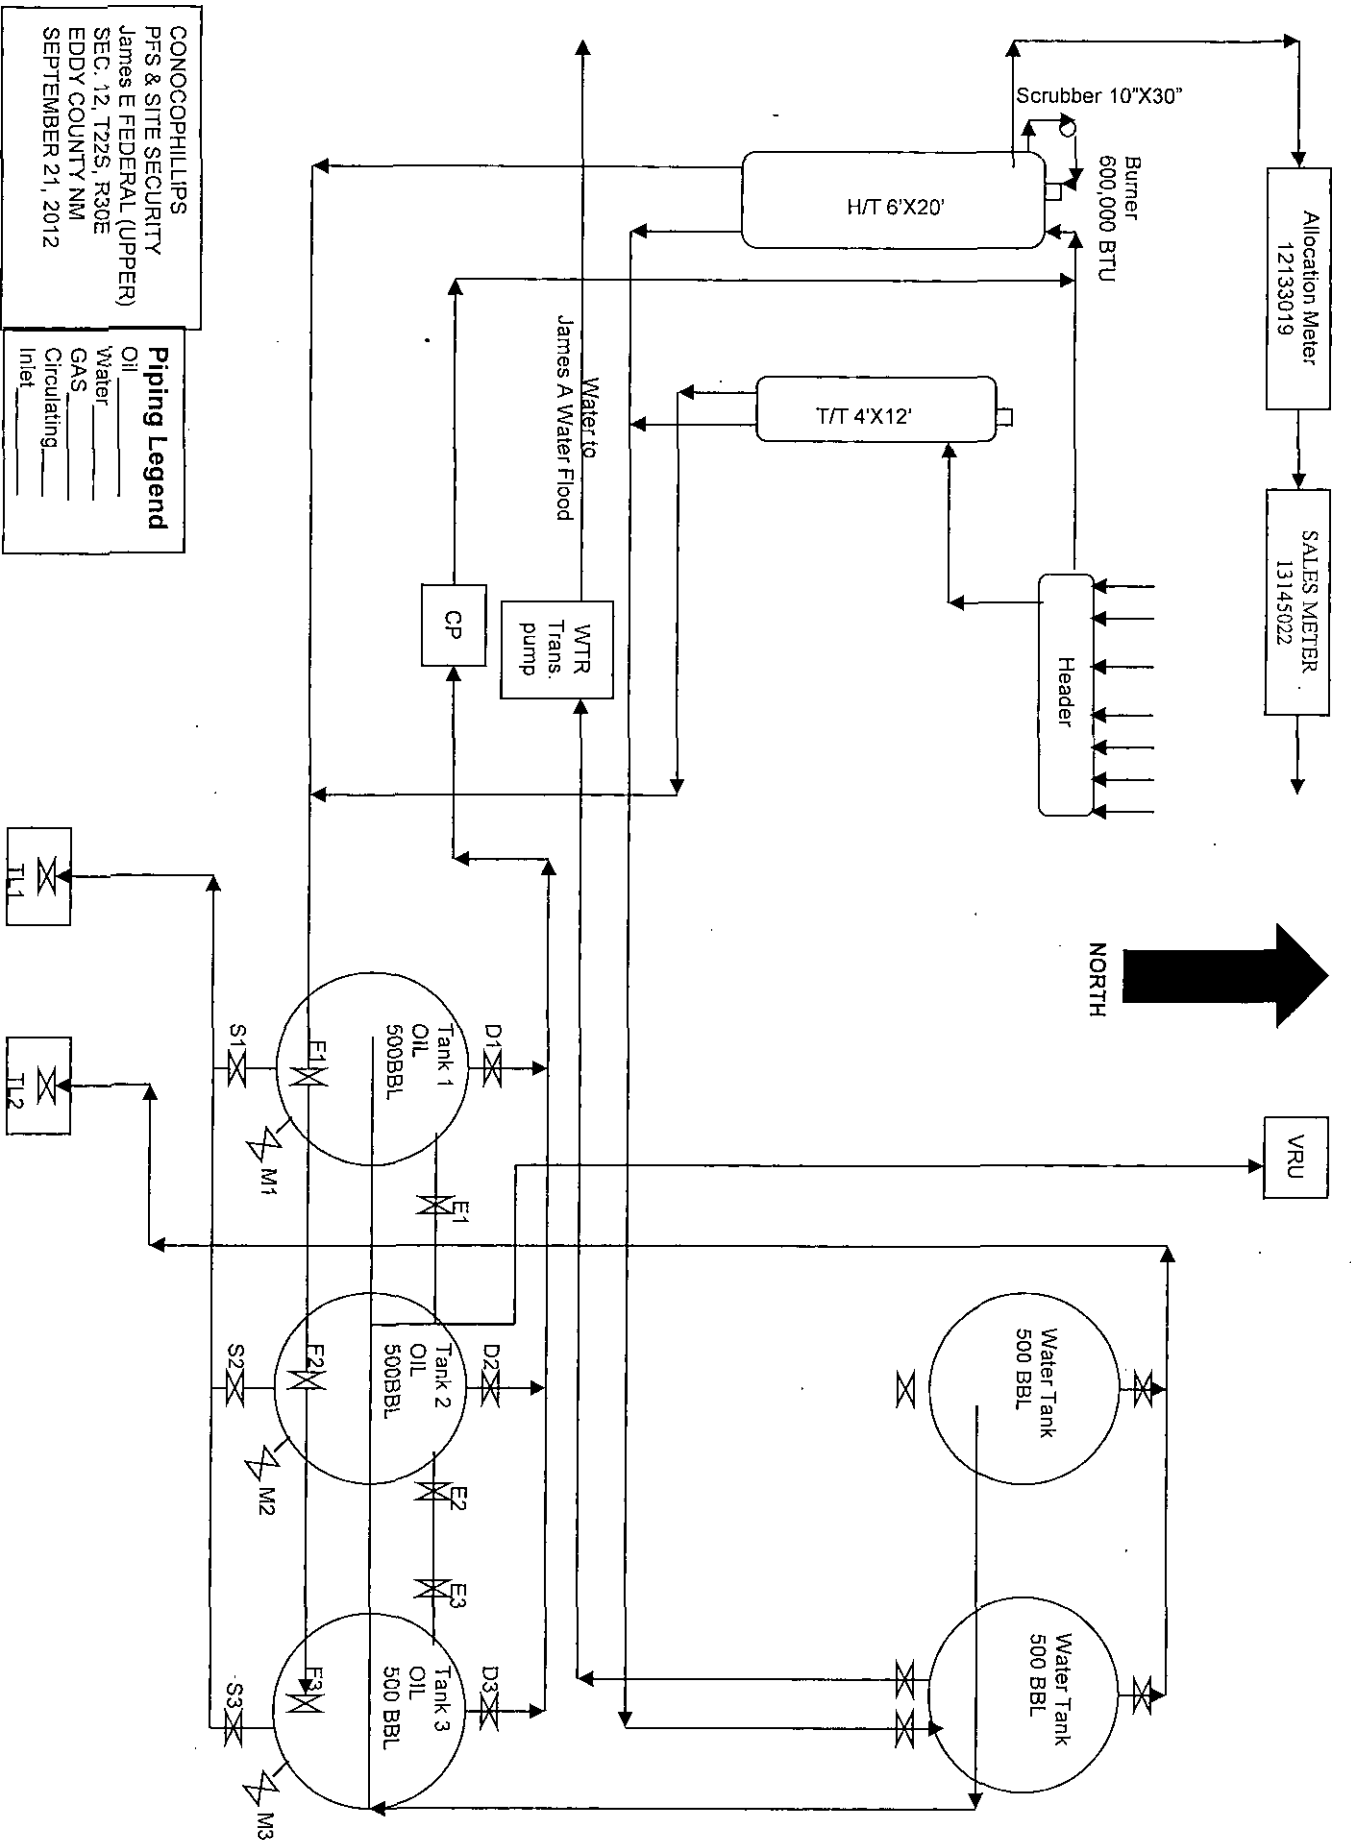 CONOCOPHILLIPS
PFS & SITE SECURITY
James E FEDERAL (UPPER)
SEC. 12, T22S, R30E
EDDY COUNTY NM
SEPTEMBER 21, 2012
Piping Legend
Oil
Water
GAS
Circulating
Inlet
Scrubber 10"X30"
Burner
600,000 BTU
H/T 6'X20'
T/T 4'X12'
Allocation Meter
12133019
SALES METER
13145022
Header
Water to
James A Water Flood
CP
WTR
Trans.
pump
NORTH
VRU
TL1
TL2
Tank 1
OIL
500BBL
D1
S1
F1
M1
E1
Tank 2
OIL
500BBL
D2
S2
F2
M2
E2
E3
Tank 3
OIL
500 BBL
D3
S3
F3
M3
Water Tank
500 BBL
Water Tank
500 BBL